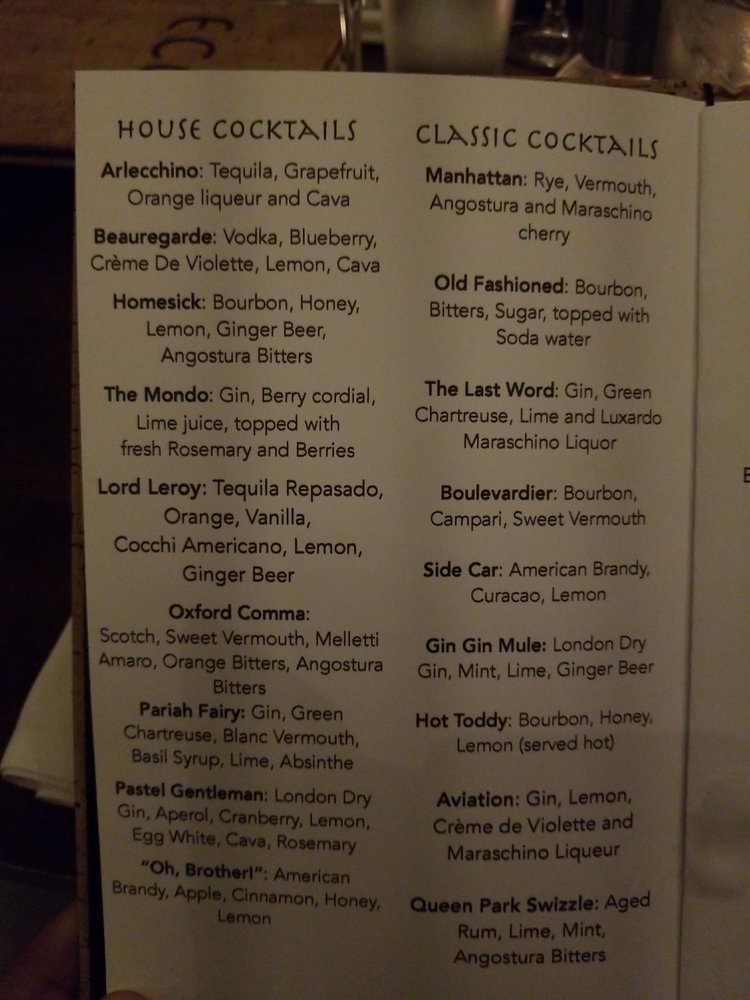 HOUSE COCKTAILS
Arlecchino: Tequila, Grapefruit,
Orange liqueur and Cava
Beauregarde: Vodka, Blueberry,
Crème De Violette, Lemon, Cava
Homesick: Bourbon, Honey,
Lemon, Ginger Beer,
Angostura Bitters
The Mondo: Gin, Berry cordial,
Lime juice, topped with
fresh Rosemary and Berries
Lord Leroy: Tequila Repasado,
Orange, Vanilla,
Cocchi Americano, Lemon,
Ginger Beer
Oxford Comma:
Scotch, Sweet Vermouth, Melletti
Amaro, Orange Bitters, Angostura
Bitters
Pariah Fairy: Gin, Green
Chartreuse, Blanc Vermouth,
Basil Syrup, Lime, Absinthe
Pastel Gentleman: London Dry
Gin, Aperol, Cranberry, Lemon,
Egg White, Cava, Rosemary
"Oh, Brother!": American
Brandy, Apple, Cinnamon, Honey,
Lemon
CLASSIC COCKTAILS
Manhattan: Rye, Vermouth,
Angostura and Maraschino
cherry
Old Fashioned: Bourbon,
Bitters, Sugar, topped with
Soda water
The Last Word: Gin, Green
Chartreuse, Lime and Luxardo
Maraschino Liquor
Boulevardier: Bourbon,
Campari, Sweet Vermouth
Side Car: American Brandy,
Curacao, Lemon
Gin Gin Mule: London Dry
Gin, Mint, Lime, Ginger Beer
Hot Toddy: Bourbon, Honey,
Lemon (served hot)
Aviation: Gin, Lemon,
Crème de Violette and
Maraschino Liqueur
Queen Park Swizzle: Aged
Rum, Lime, Mint,
Angostura Bitters